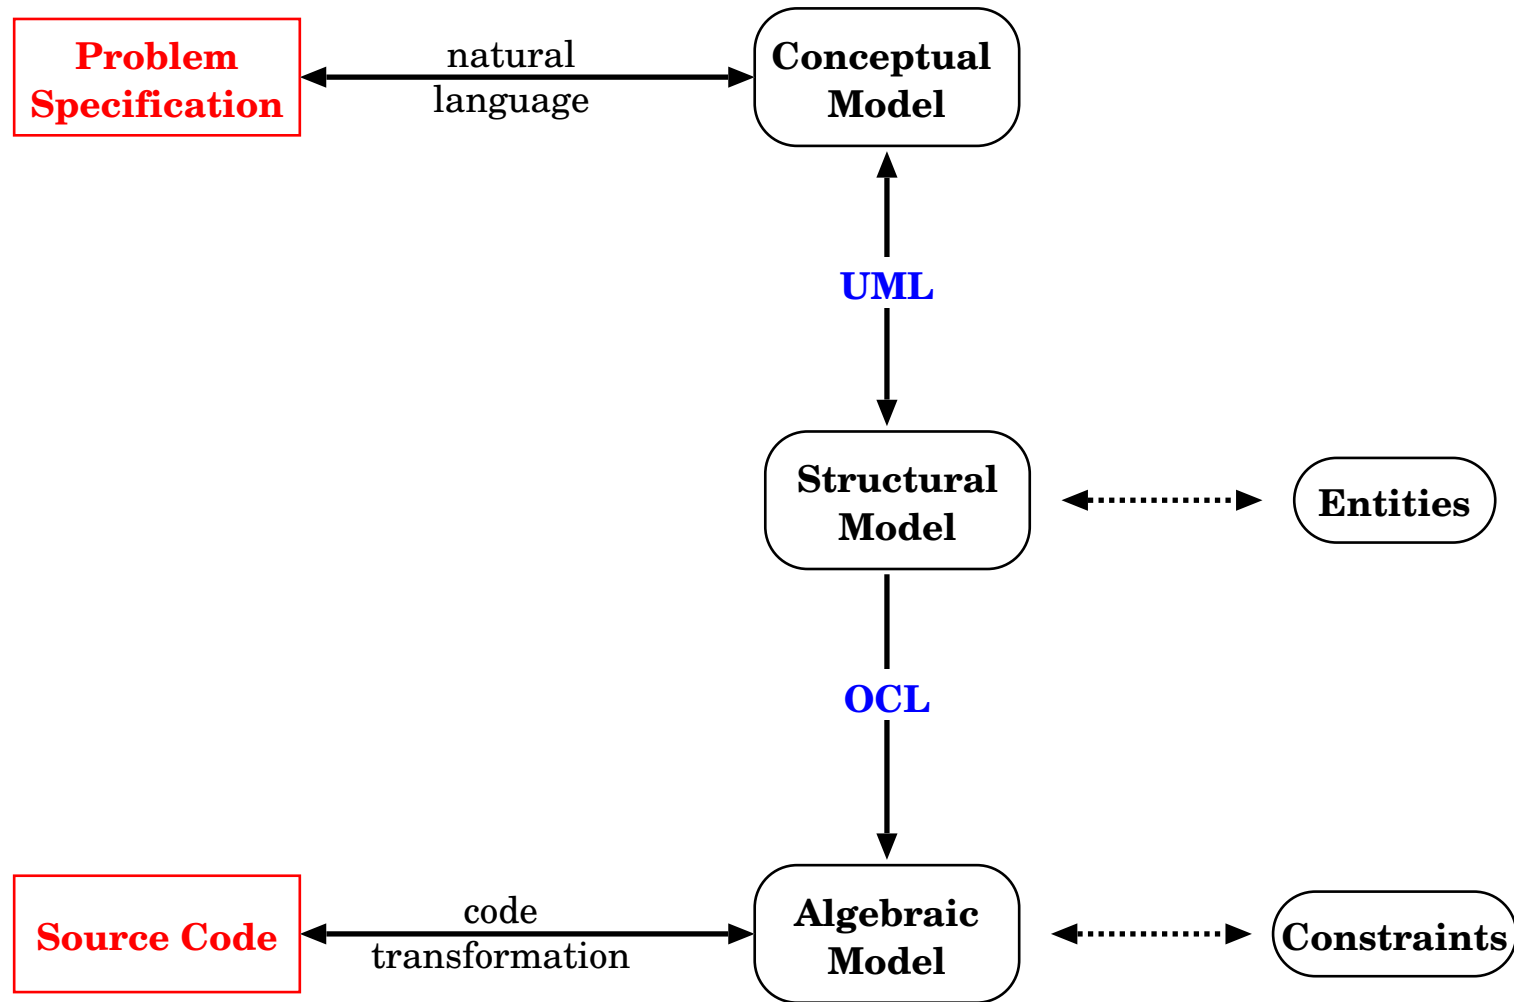 Problem
Specification
natural
language
Conceptual
Model
UML
Structural
Model
Entities
OCL
Source Code
code
transformation
Algebraic
Model
Constraints